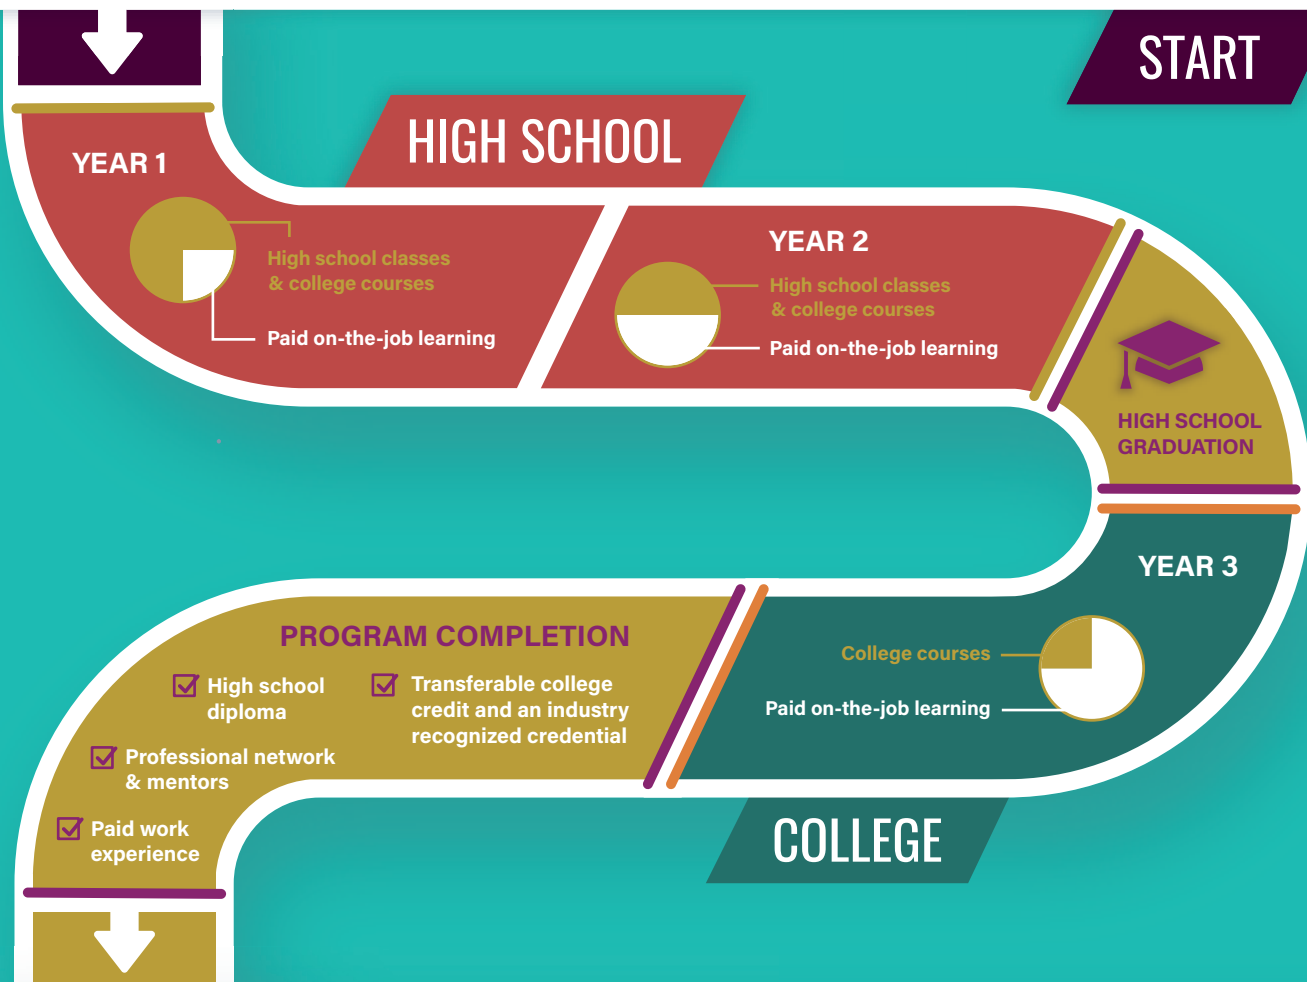 START
HIGH SCHOOL
YEAR 1
High school classes
& college courses
Paid on-the-job learning
YEAR 2
High school classes
& college courses
Paid on-the-job learning
HIGH SCHOOL
GRADUATION
YEAR 3
College courses
Paid on-the-job learning
COLLEGE
PROGRAM COMPLETION
High school
diploma
Transferable college
credit and an industry
recognized credential
Professional network
& mentors
Paid work
experience